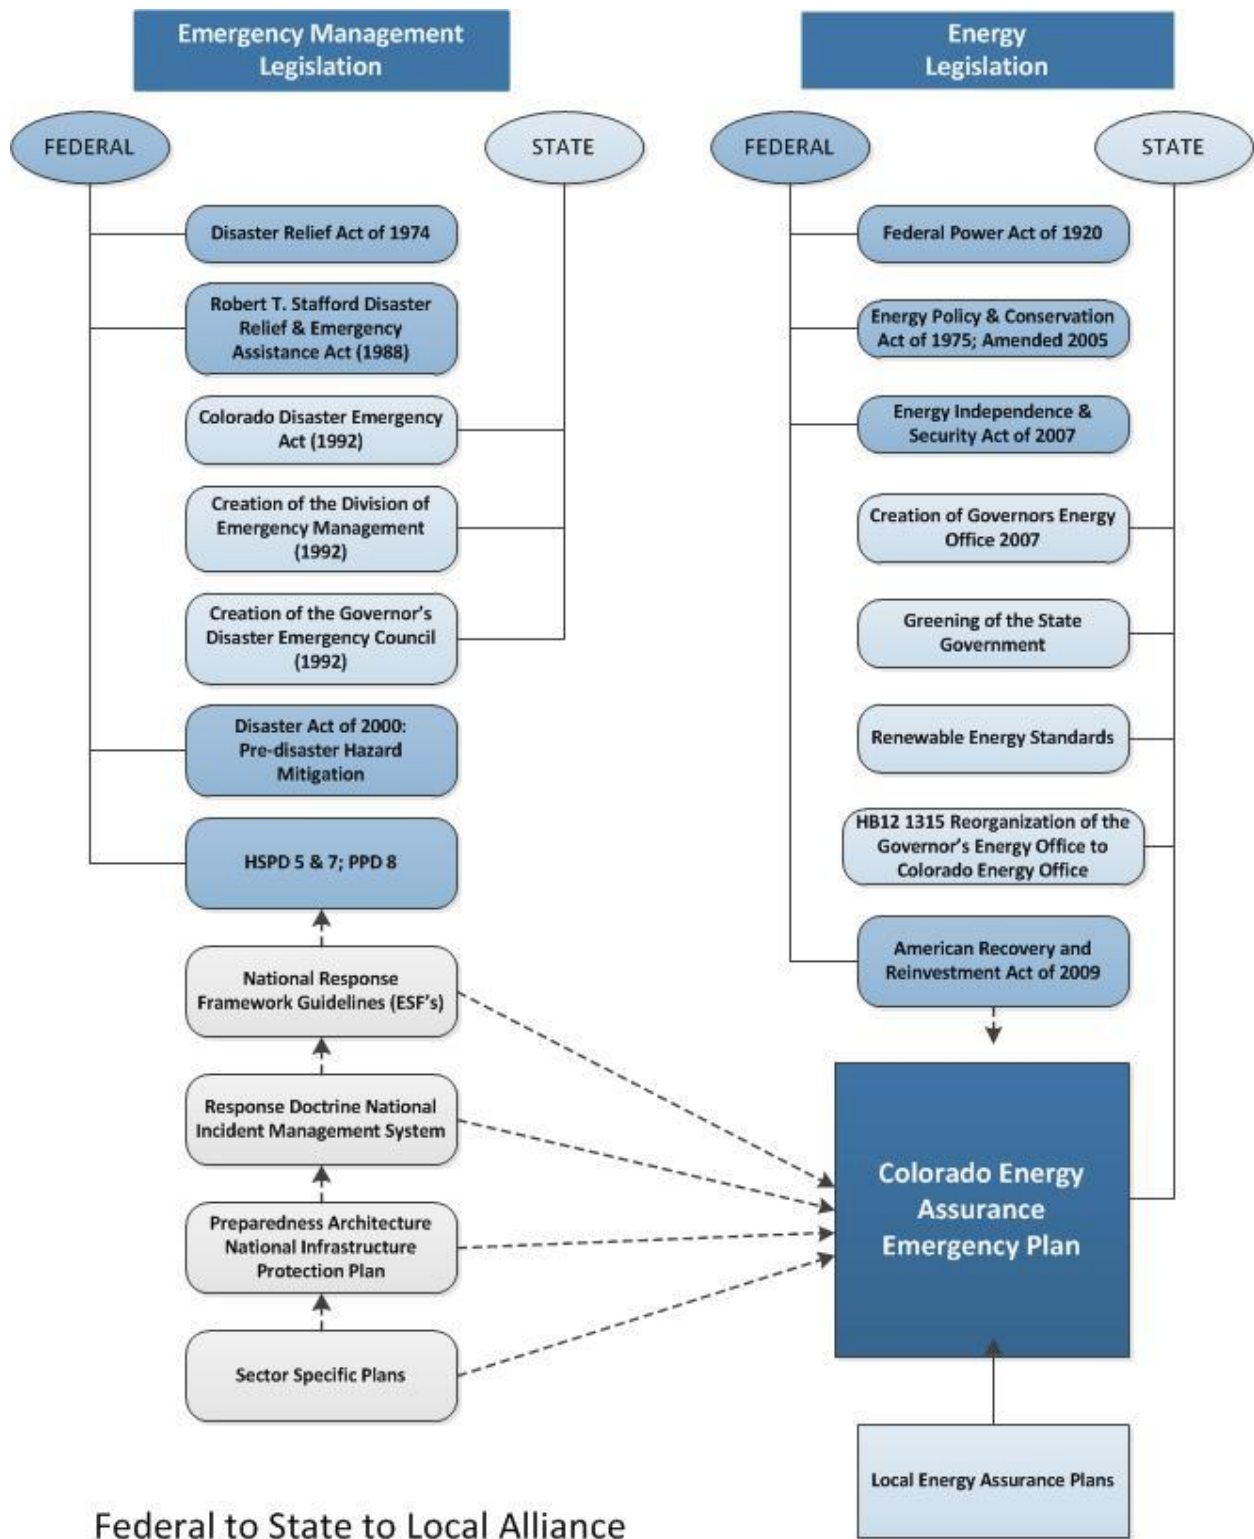 Emergency Management
Legislation
Energy
Legislation
FEDERAL
STATE
FEDERAL
STATE
Disaster Relief Act of 1974
Robert T. Stafford Disaster
Relief & Emergency
Assistance Act (1988)
Colorado Disaster Emergency
Act (1992)
Creation of the Division of
Emergency Management
(1992)
Creation of the Governor’s
Disaster Emergency Council
(1992)
Disaster Act of 2000:
Pre-disaster Hazard
Mitigation
HSPD 5 & 7; PPD 8
National Response
Framework Guidelines (ESF’s)
Response Doctrine National
Incident Management System
Preparedness Architecture
National Infrastructure
Protection Plan
Sector Specific Plans
Federal Power Act of 1920
Energy Policy & Conservation
Act of 1975; Amended 2005
Energy Independence &
Security Act of 2007
Creation of Governors Energy
Office 2007
Greening of the State
Government
Renewable Energy Standards
HB12 1315 Reorganization of the
Governor’s Energy Office to
Colorado Energy Office
American Recovery and
Reinvestment Act of 2009
Colorado Energy
Assurance
Emergency Plan
Local Energy Assurance Plans
Federal to State to Local Alliance